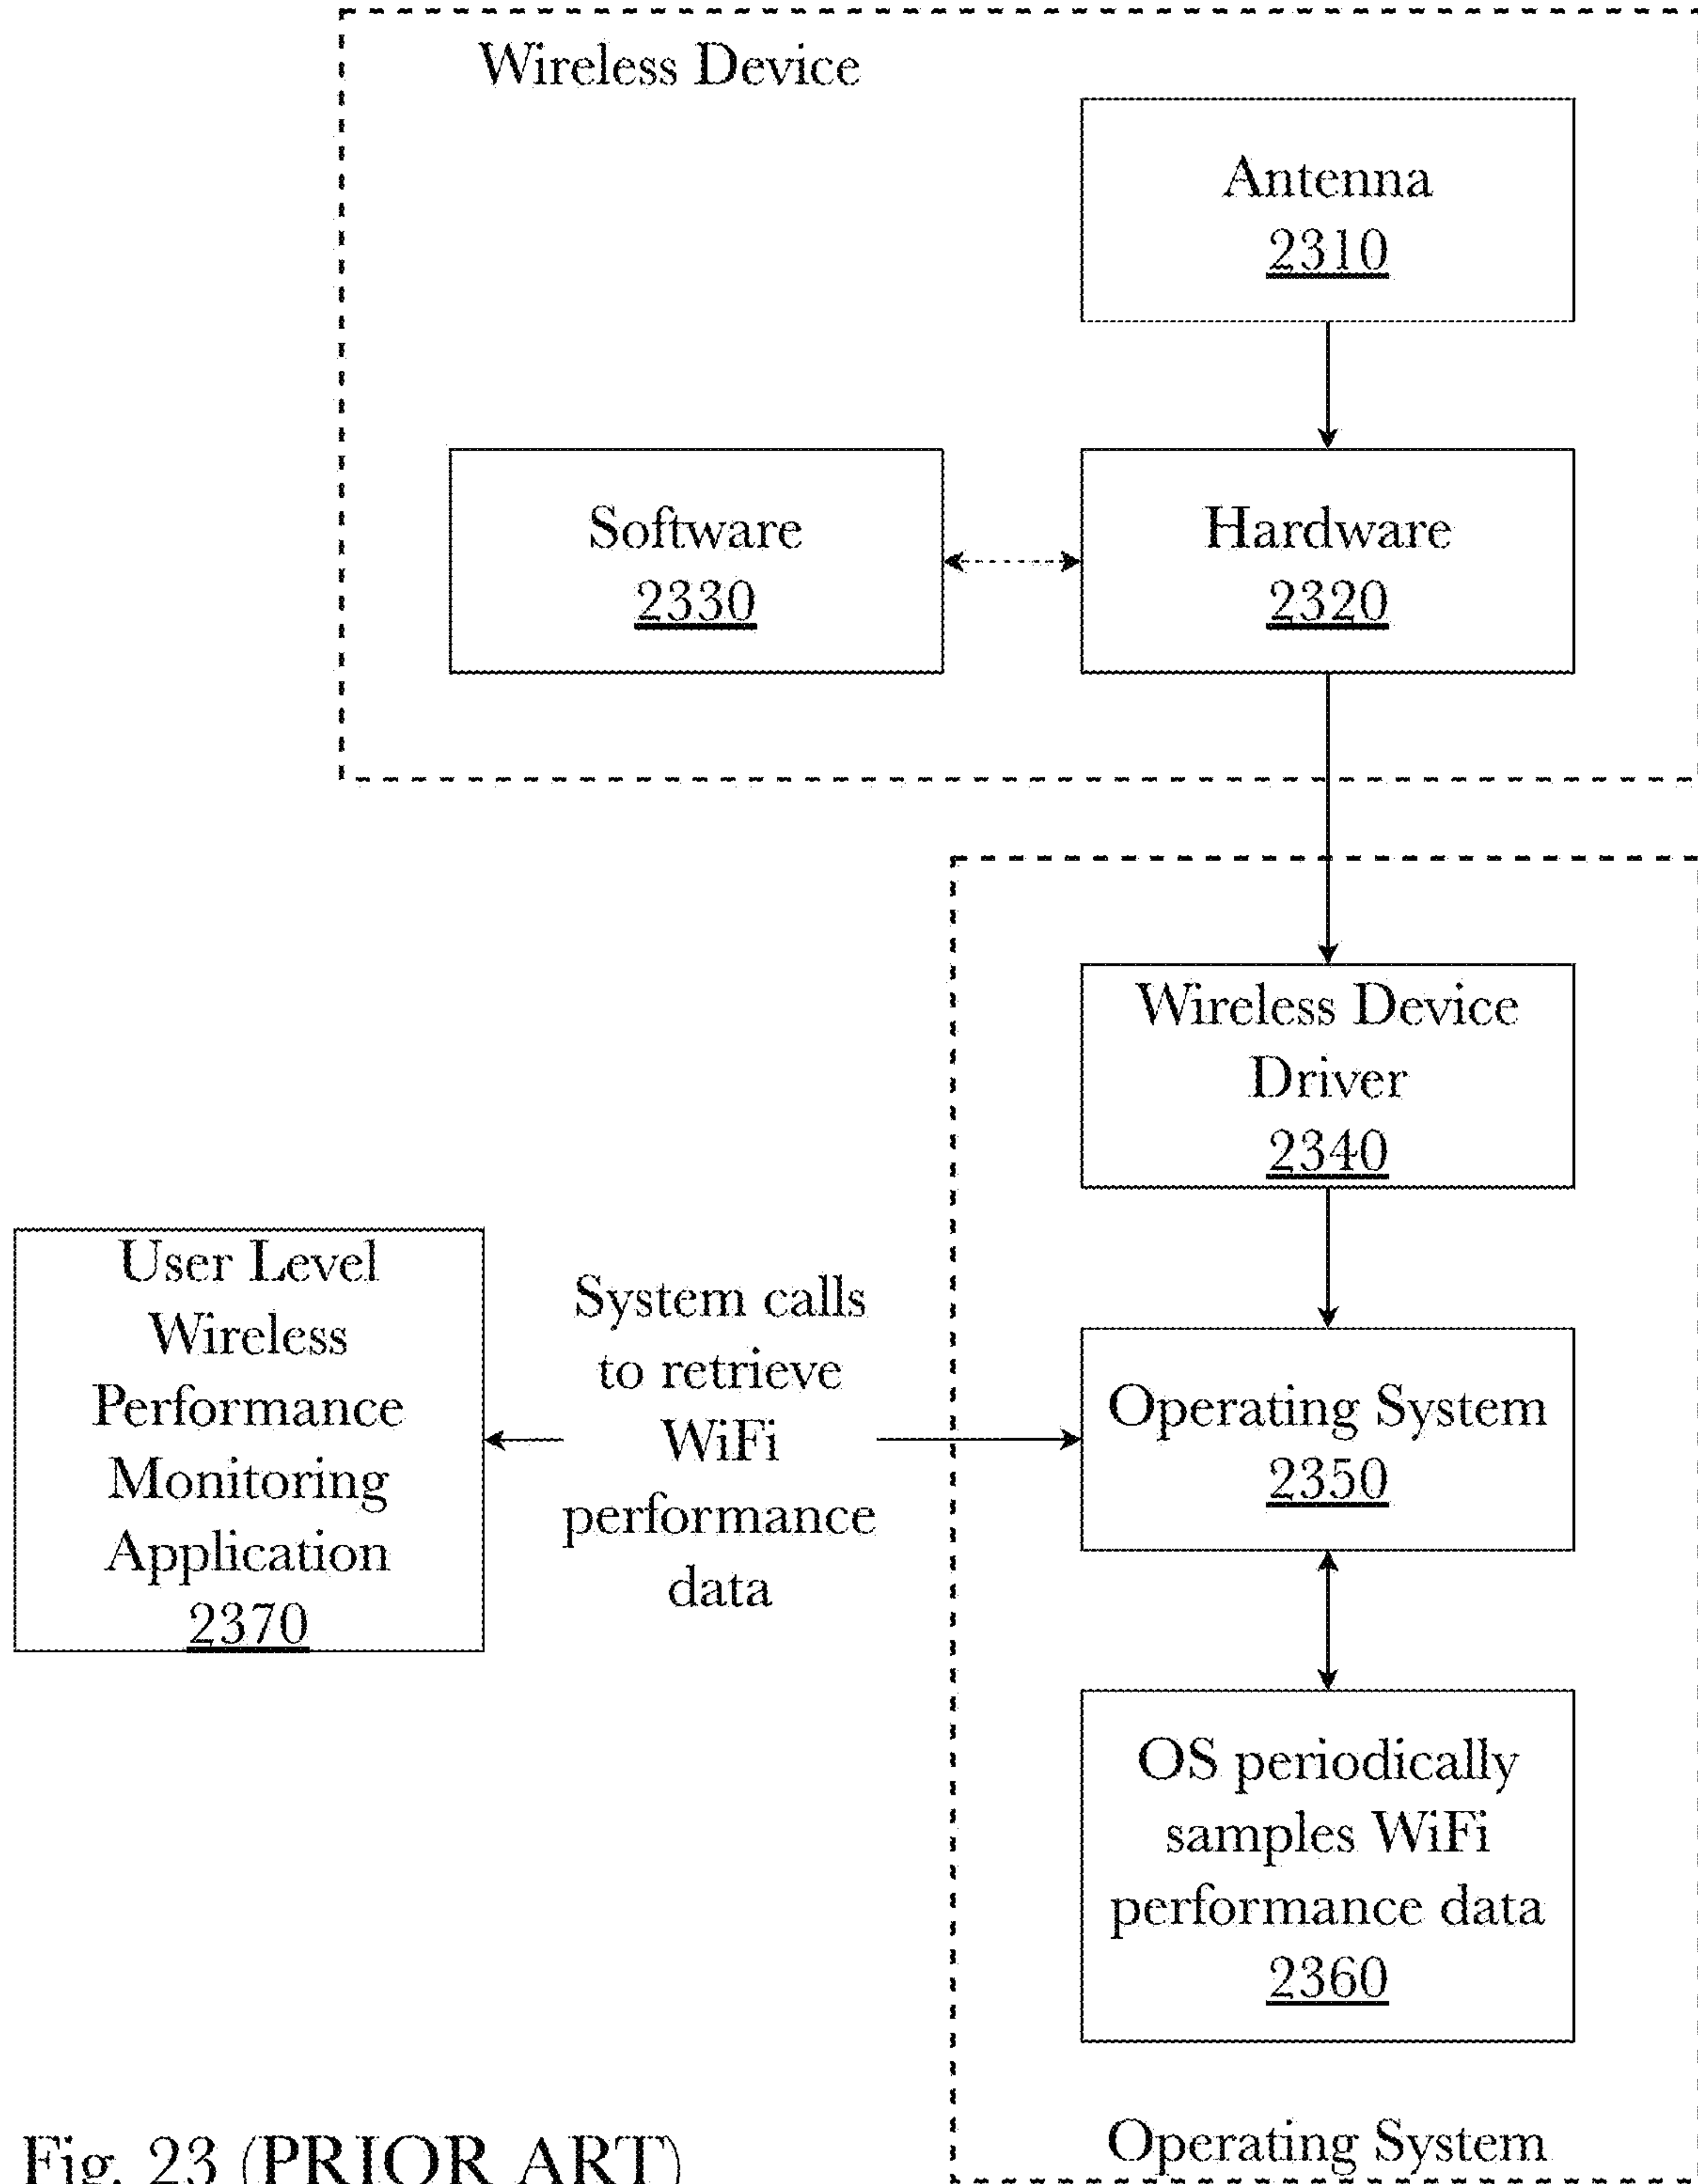 Wireless Device
Antenna
2310
Software
2330
Hardware
2320
Wireless Device
Driver
2340
User Level
Wireless
Performance
Monitoring
Application
2370
System calls
to retrieve
WiFi
performance
data
Operating System
2350
OS periodically
samples WiFi
performance data
2360
Operating System
Fig. 23 (PRIOR ART)